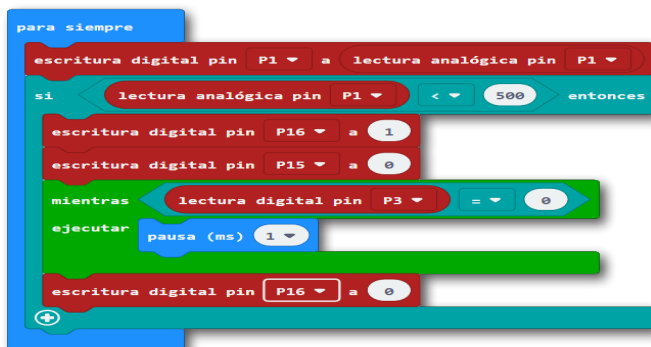 para siempre
escritura digital pin P1 a lectura analógica pin P1
si lectura analógica pin P1 < 500 entonces
escritura digital pin P16 a 1
escritura digital pin P15 a 0
mientras lectura digital pin P3 = 0
ejecutar pausa (ms) 1
escritura digital pin P16 a 0